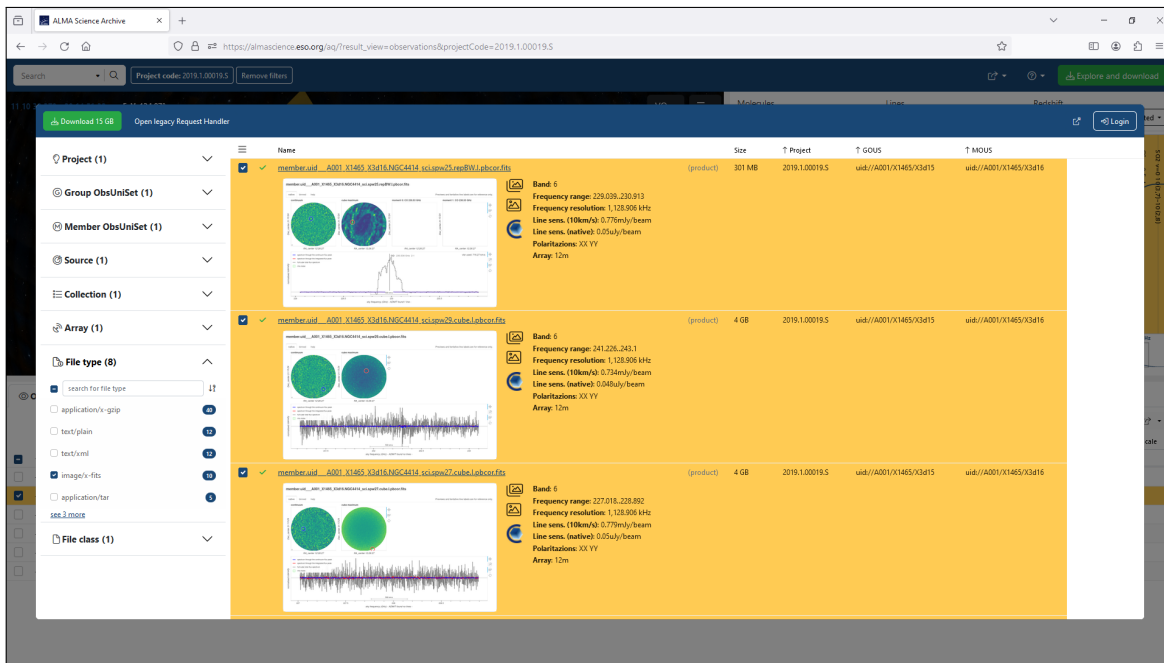 ALMA Science Archive
https://almascience.eso.org/aq/?result_view=observations&projectCode=2019.1.00019.S
Search
Project code: 2019.1.00019.S
Remove filters
Explore and download
Molecules
Lines
Redshift
Download 15 GB
Open legacy Request Handler
Login
Project (1)
Group ObsUniSet (1)
Member ObsUniSet (1)
Source (1)
Collection (1)
Array (1)
File type (8)
search for file type
application/x-gzip 40
text/plain 12
text/xml 12
image/x-fits 10
application/tar 5
see 3 more
File class (1)
Name Size ↑ Project ↑ GOUS ↑ MOUS
member.uid___A001_X1465_X3d16.NGC4414_sci.spw25.repBW.I.pbcor.fits (product) 301 MB 2019.1.00019.S uid://A001/X1465/X3d15 uid://A001/X1465/X3d16
Band: 6
Frequency range: 229.039..230.913
Frequency resolution: 1,128.906 kHz
Line sens. (10km/s): 0.776mJy/beam
Line sens. (native): 0.05uJy/beam
Polaritazions: XX YY
Array: 12m
member.uid___A001_X1465_X3d16.NGC4414_sci.spw29.cube.I.pbcor.fits (product) 4 GB 2019.1.00019.S uid://A001/X1465/X3d15 uid://A001/X1465/X3d16
Band: 6
Frequency range: 241.226..243.1
Frequency resolution: 1,128.906 kHz
Line sens. (10km/s): 0.734mJy/beam
Line sens. (native): 0.048uJy/beam
Polaritazions: XX YY
Array: 12m
member.uid___A001_X1465_X3d16.NGC4414_sci.spw27.cube.I.pbcor.fits (product) 4 GB 2019.1.00019.S uid://A001/X1465/X3d15 uid://A001/X1465/X3d16
Band: 6
Frequency range: 227.018..228.892
Frequency resolution: 1,128.906 kHz
Line sens. (10km/s): 0.779mJy/beam
Line sens. (native): 0.05uJy/beam
Polaritazions: XX YY
Array: 12m